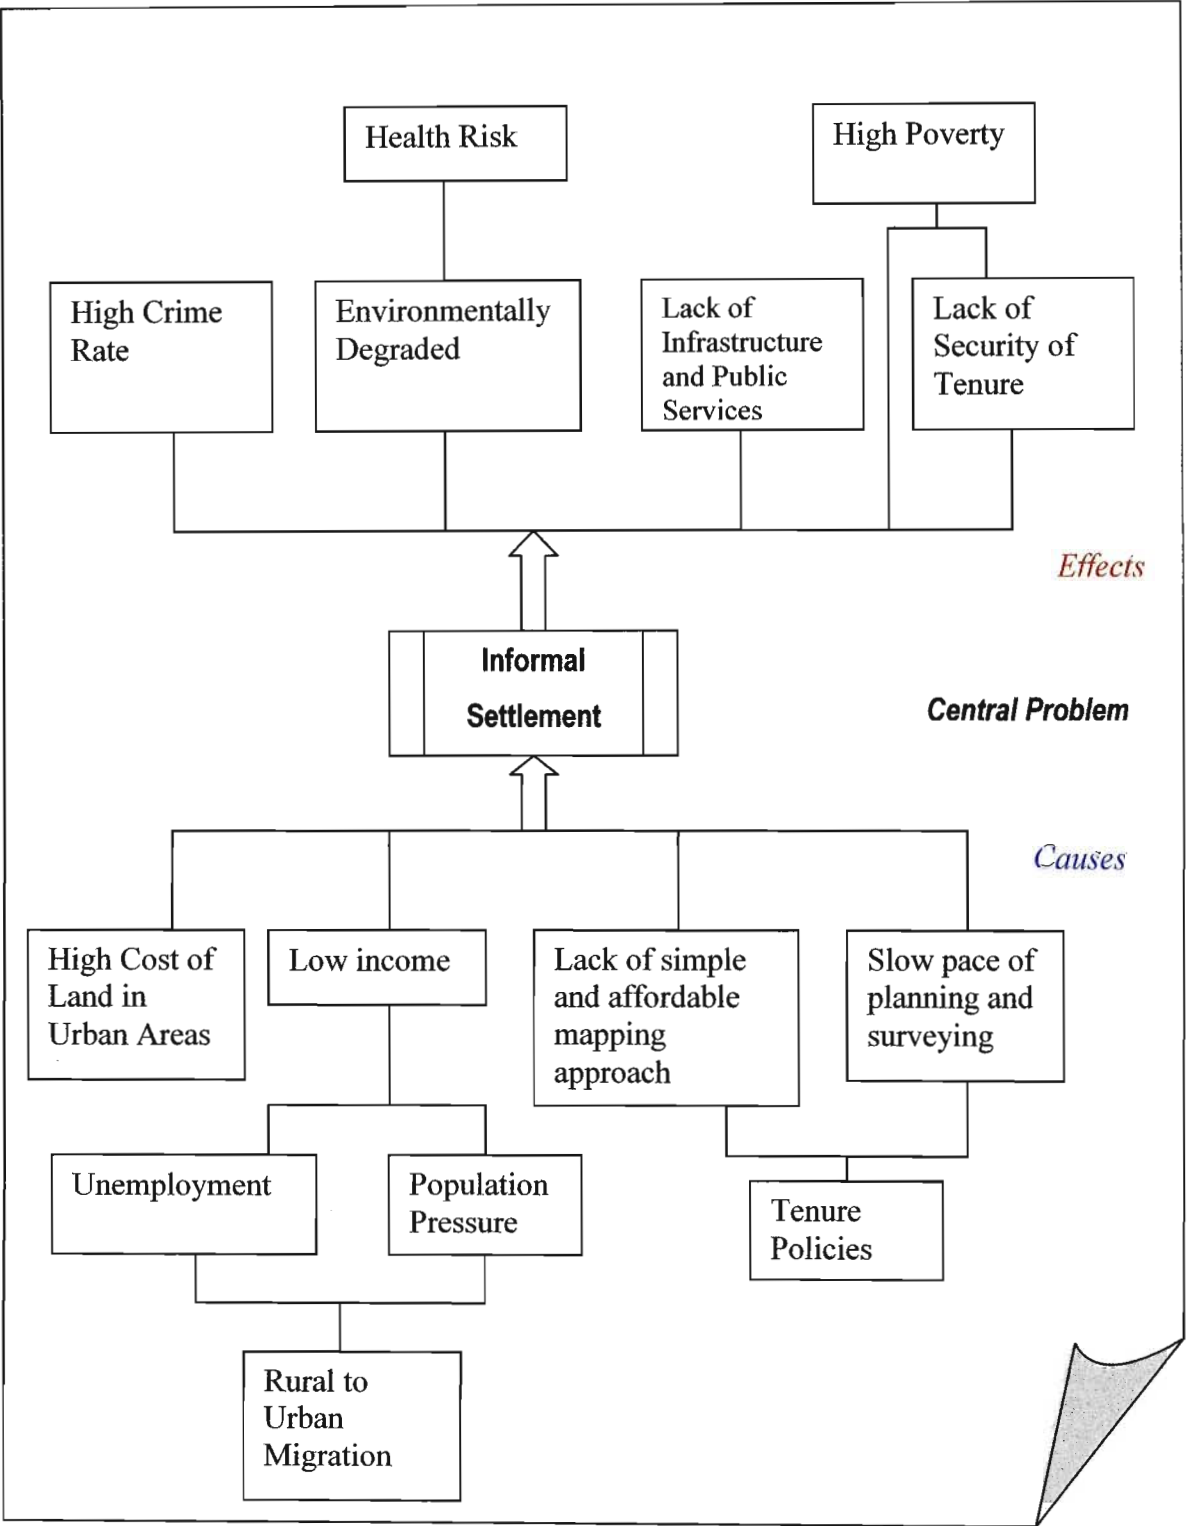 Health Risk
High Poverty
High Crime
Rate
Environmentally
Degraded
Lack of
Infrastructure
and Public
Services
Lack of
Security of
Tenure
Effects
Informal
Settlement
Central Problem
Causes
High Cost of
Land in
Urban Areas
Low income
Lack of simple
and affordable
mapping
approach
Slow pace of
planning and
surveying
Unemployment
Population
Pressure
Tenure
Policies
Rural to
Urban
Migration